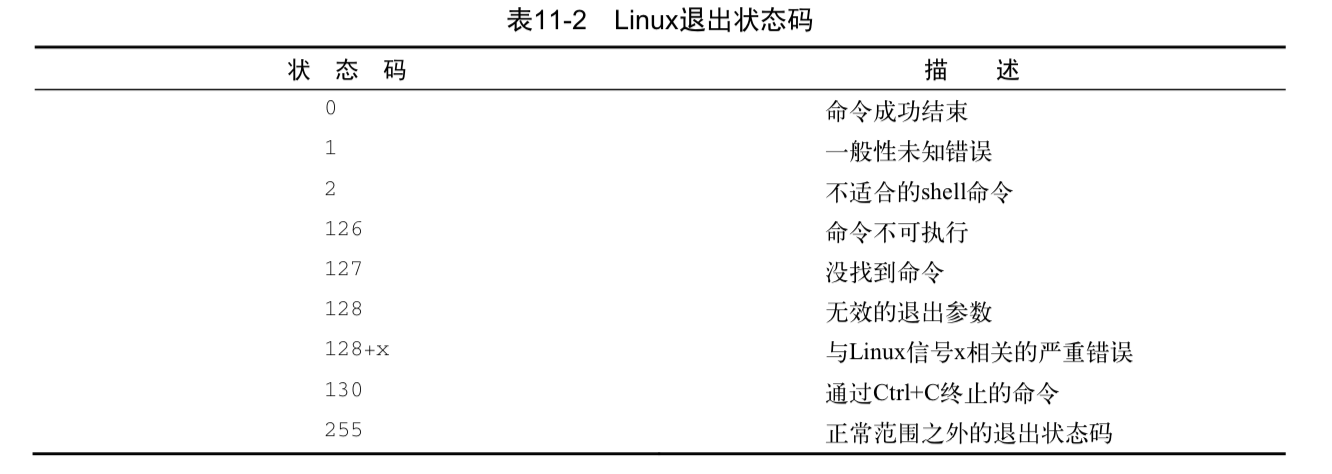 表11-2 Linux退出状态码
状 态 码 描 述
0 命令成功结束
1 一般性未知错误
2 不适合的shell命令
126 命令不可执行
127 没找到命令
128 无效的退出参数
128+x 与Linux信号x相关的严重错误
130 通过Ctrl+C终止的命令
255 正常范围之外的退出状态码